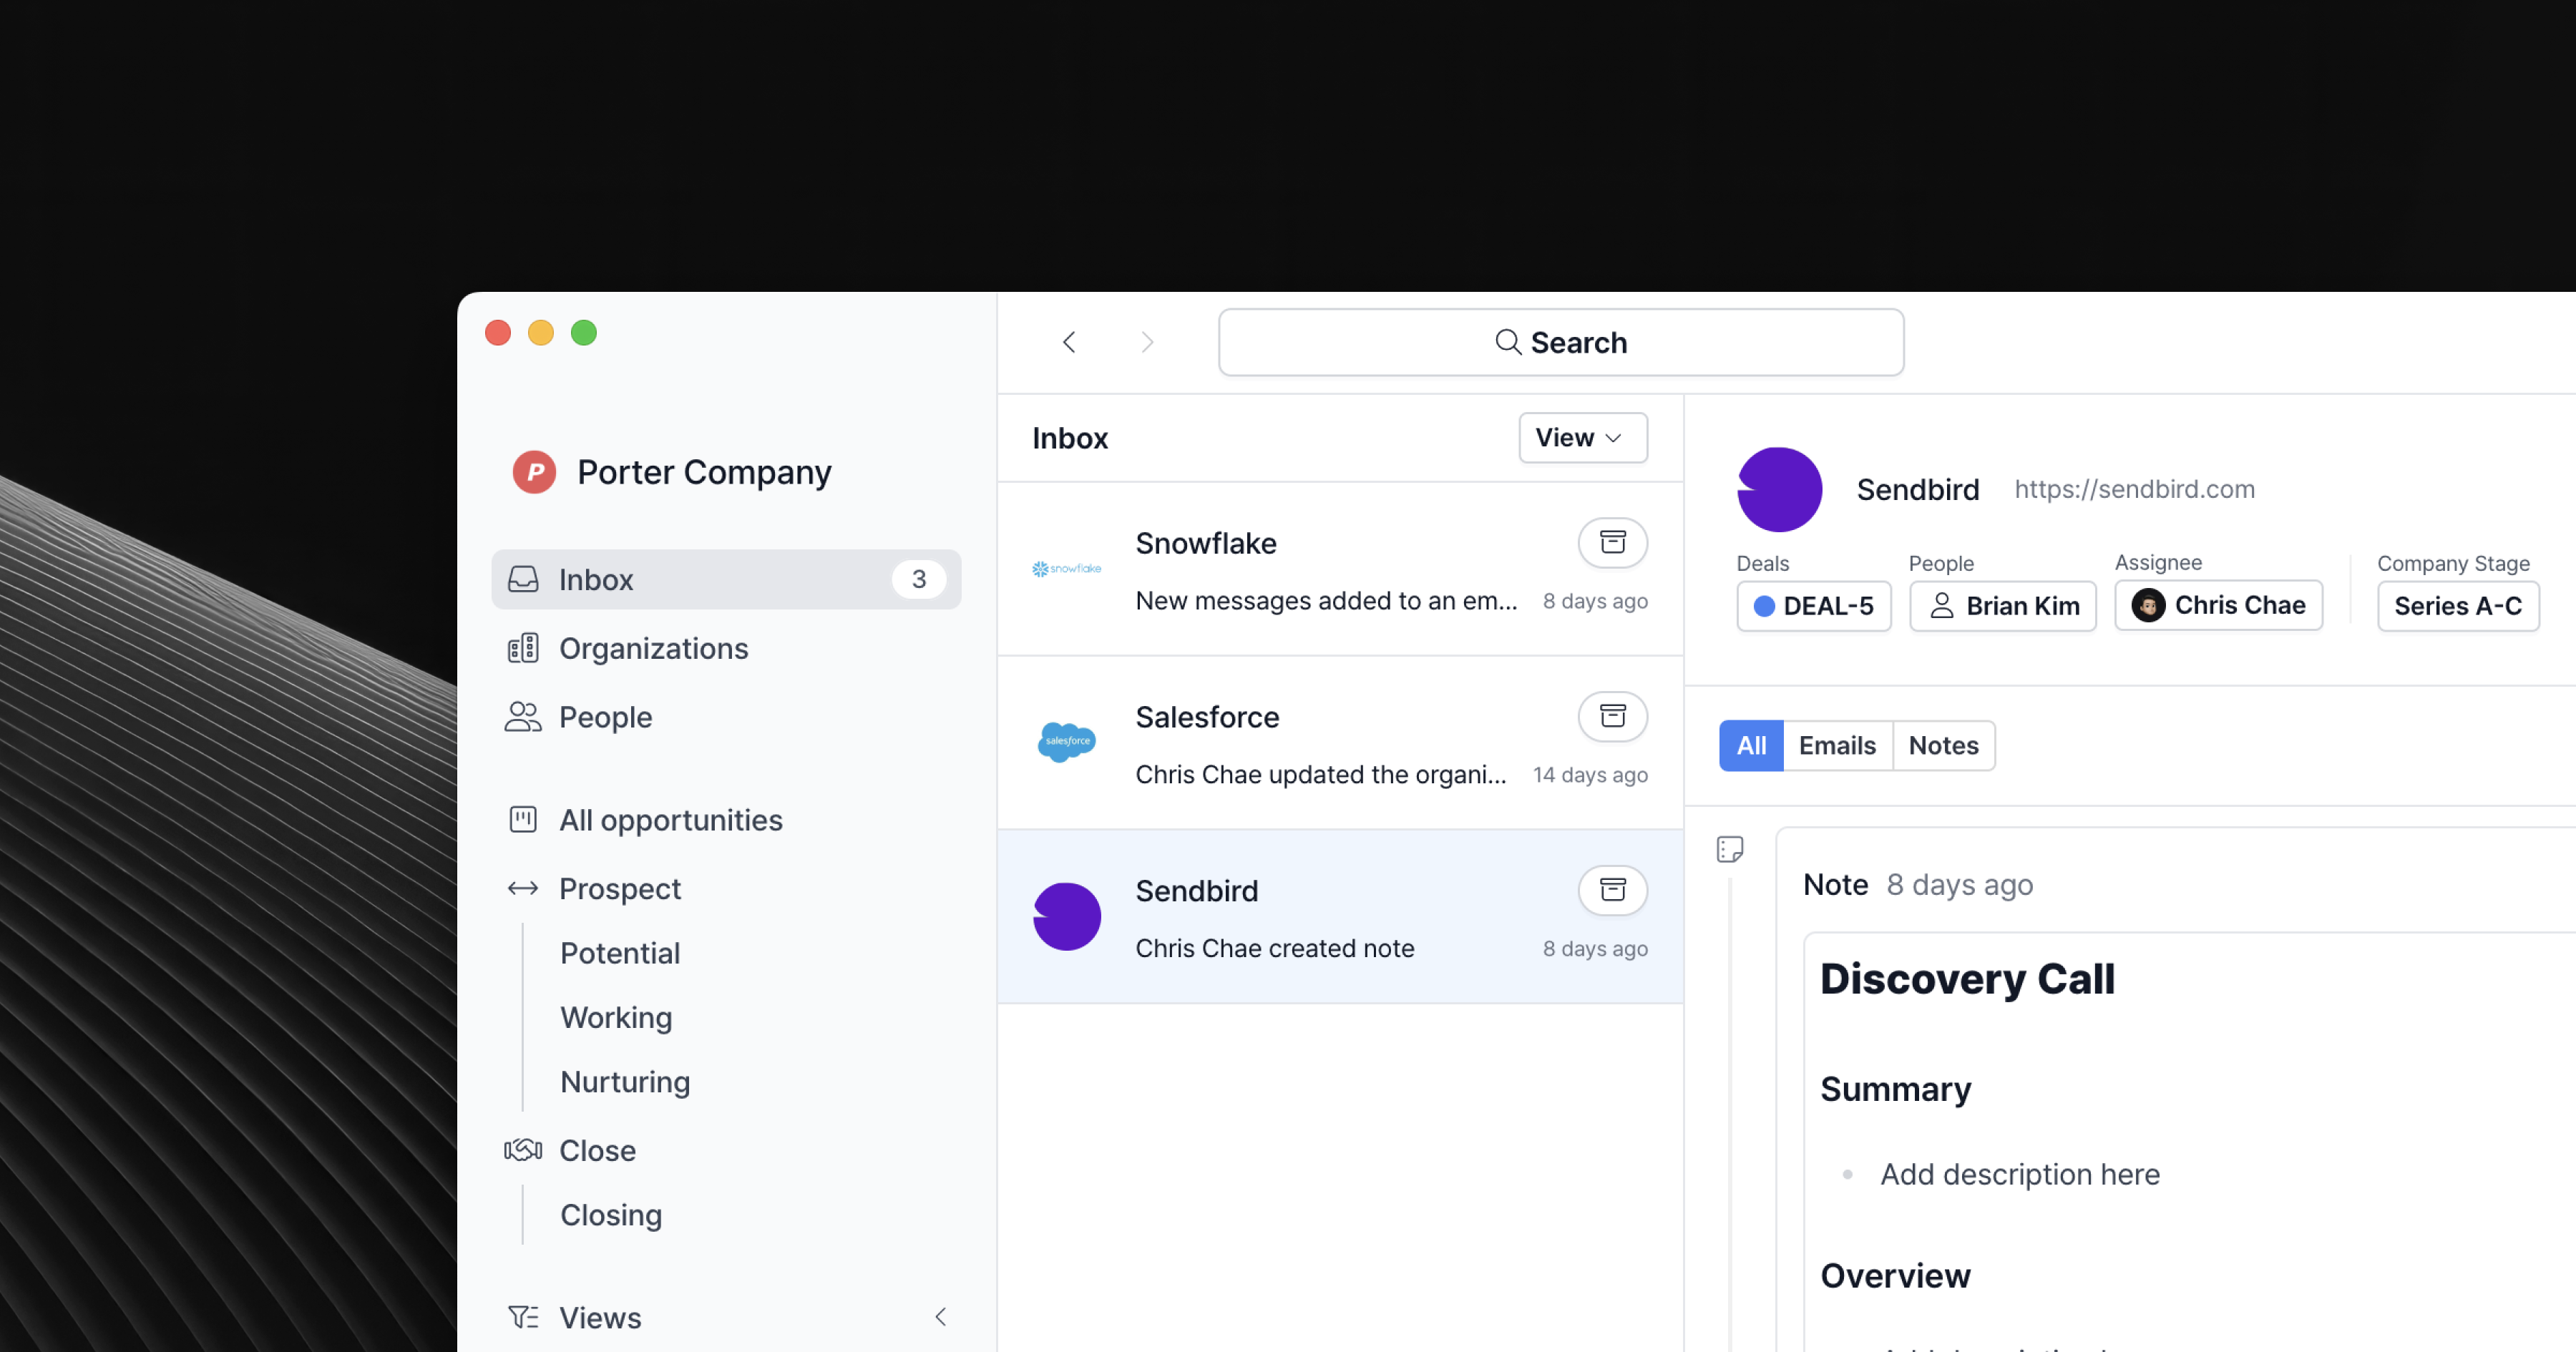 Porter Company
Inbox 3
Organizations
People
All opportunities
Prospect
Potential
Working
Nurturing
Close
Closing
Views
Search
Inbox
View
snowflake
Snowflake
New messages added to an em... 8 days ago
salesforce
Salesforce
Chris Chae updated the organi... 14 days ago
Sendbird
Chris Chae created note 8 days ago
Sendbird https://sendbird.com
Deals People Assignee Company Stage
DEAL-5 Brian Kim Chris Chae Series A-C
All Emails Notes
Note 8 days ago
Discovery Call
Summary
Add description here
Overview